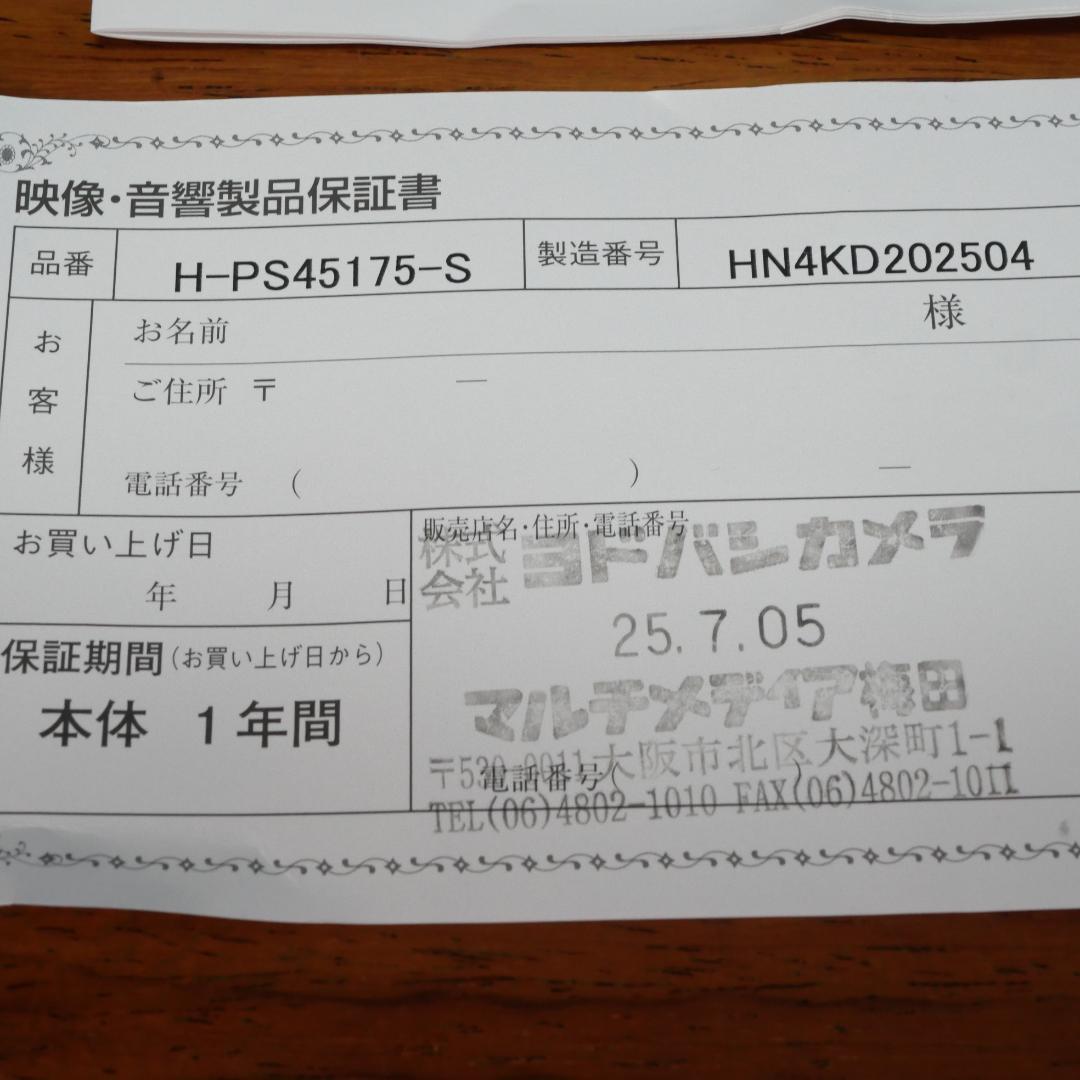 映像・音響製品保証書
品番 H-PS45175-S 製造番号 HN4KD202504
お客様
お名前 様
ご住所 〒 —
電話番号 ( ) —
お買い上げ日
年 月 日
保証期間(お買い上げ日から)
本体 1年間
販売店名・住所・電話番号
株式会社 ヨドバシカメラ
25.7.05
マルチメディア梅田
〒530-0011 大阪市北区大深町1-1
電話番号( )
TEL(06)4802-1010 FAX(06)4802-1011